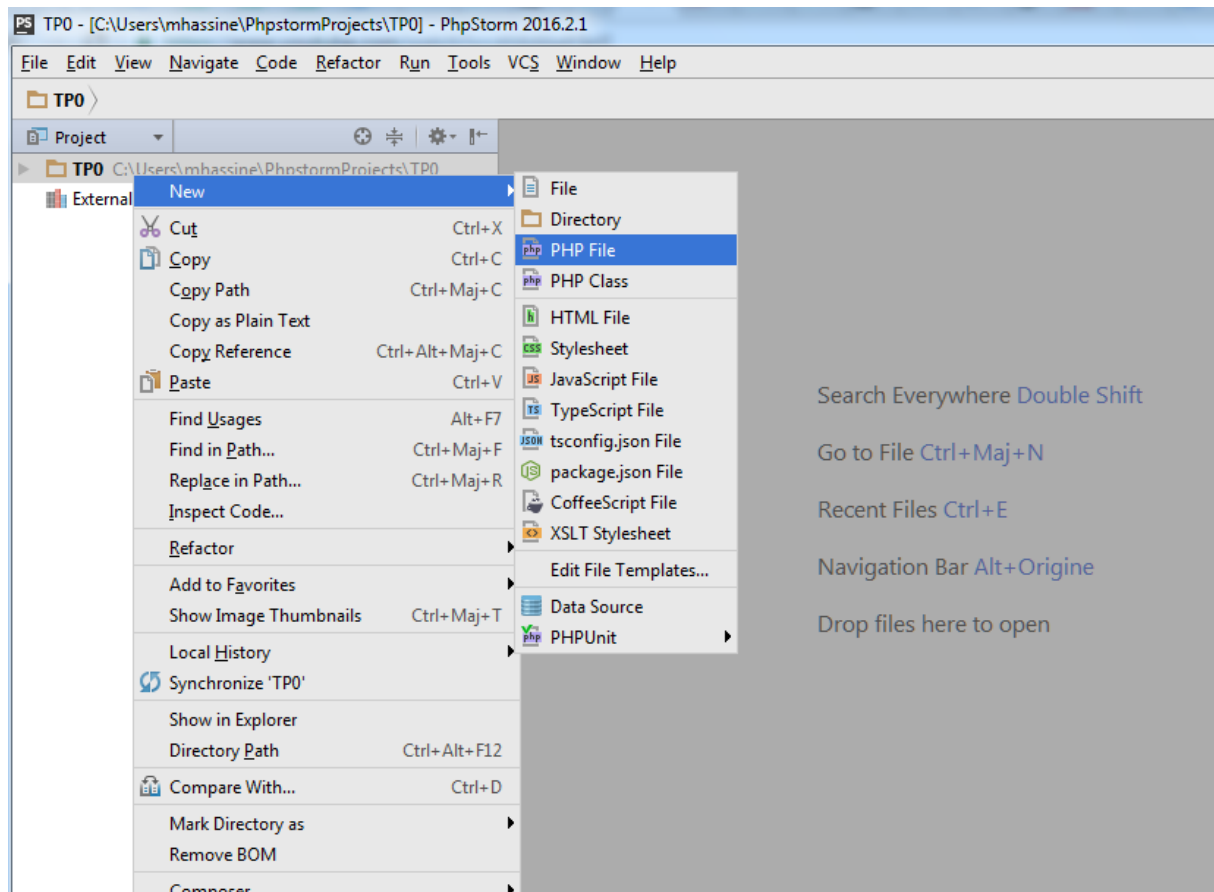 TP0 - [C:\Users\mhassine\PhpstormProjects\TP0] - PhpStorm 2016.2.1
File Edit View Navigate Code Refactor Run Tools VCS Window Help
TP0
Project
TP0 C:\Users\mhassine\PhpstormProjects\TP0
External
New
Cut Ctrl+X
Copy Ctrl+C
Copy Path Ctrl+Maj+C
Copy as Plain Text
Copy Reference Ctrl+Alt+Maj+C
Paste Ctrl+V
Find Usages Alt+F7
Find in Path... Ctrl+Maj+F
Replace in Path... Ctrl+Maj+R
Inspect Code...
Refactor
Add to Favorites
Show Image Thumbnails Ctrl+Maj+T
Local History
Synchronize 'TP0'
Show in Explorer
Directory Path Ctrl+Alt+F12
Compare With... Ctrl+D
Mark Directory as
Remove BOM
Composer
File
Directory
PHP File
PHP Class
HTML File
Stylesheet
JavaScript File
TypeScript File
tsconfig.json File
package.json File
CoffeeScript File
XSLT Stylesheet
Edit File Templates...
Data Source
PHPUnit
Search Everywhere Double Shift
Go to File Ctrl+Maj+N
Recent Files Ctrl+E
Navigation Bar Alt+Origine
Drop files here to open